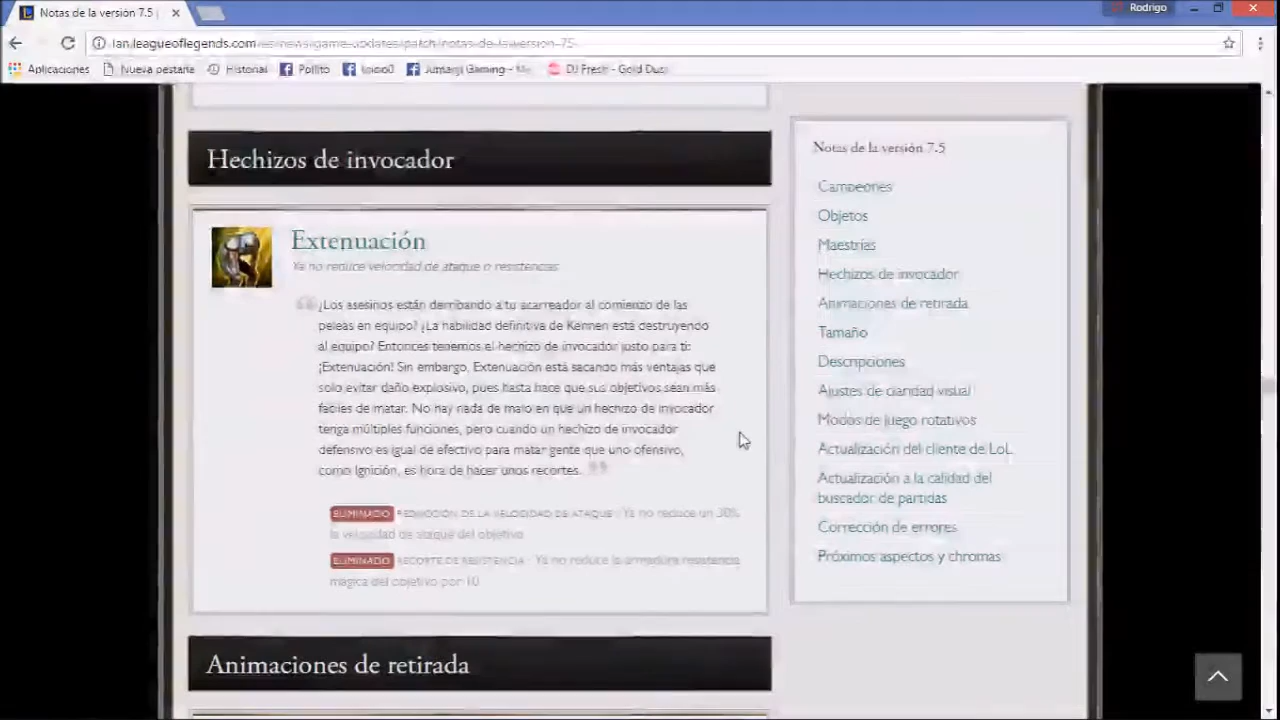 Notas de la versión 7.5
Rodrigo
lan.leagueoflegends.com/es/news/game-updates/patch/notas-de-la-version-75
Aplicaciones
Nueva pestaña
Historial
Pollito
Jumanji Gaming - Me
DJ Fresh - Gold Dust
Hechizos de invocador
Extenuación
Ya no reduce velocidad de ataque o resistencias
¡Los asesinos están derribando a tu acarreador al comienzo de las
peleas en equipo? ¡La habilidad definitiva de Kennen está destruyendo
al equipo? Entonces tenemos el hechizo de invocador justo para ti:
¡Extenuación! Sin embargo, Extenuación está sacando más ventajas que
solo evitar daño explosivo, pues hasta hace que sus objetivos sean más
fáciles de matar. No hay nada de malo en que un hechizo de invocador
tenga múltiples funciones, pero cuando un hechizo de invocador
defensivo es igual de efectivo para matar gente que uno ofensivo,
como Ignición, es hora de hacer unos recortes.
ELIMINADO REDUCCIÓN DE LA VELOCIDAD DE ATAQUE : Ya no reduce un 30%
la velocidad de ataque del objetivo
ELIMINADO RECORTE DE RESISTENCIA : Ya no reduce la armadura resistencia
mágica del objetivo por 10
Animaciones de retirada
Notas de la versión 7.5
Campeones
Objetos
Maestrías
Hechizos de invocador
Animaciones de retirada
Tamaño
Descripciones
Ajustes de claridad visual
Modos de juego rotativos
Actualización del cliente de LoL
Actualización a la calidad del
buscador de partidas
Corrección de errores
Próximos aspectos y chromas